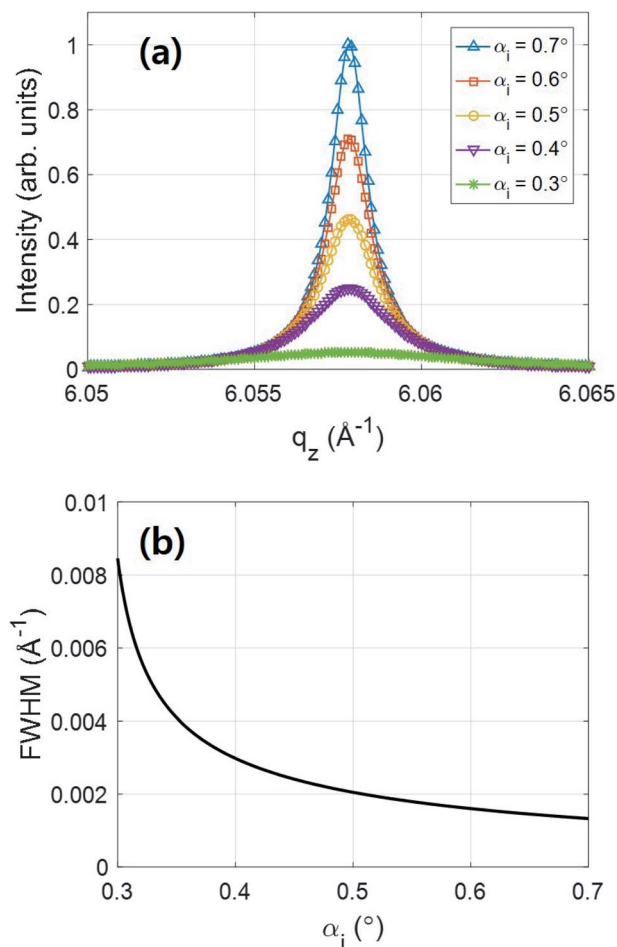 (a)
Intensity (arb. units)
1
0.8
0.6
0.4
0.2
0
6.05
6.055
6.06
6.065
q_z (Å⁻¹)
α_i = 0.7°
α_i = 0.6°
α_i = 0.5°
α_i = 0.4°
α_i = 0.3°
(b)
FWHM (Å⁻¹)
0.01
0.008
0.006
0.004
0.002
0
0.3
0.4
0.5
0.6
0.7
α_i (°)